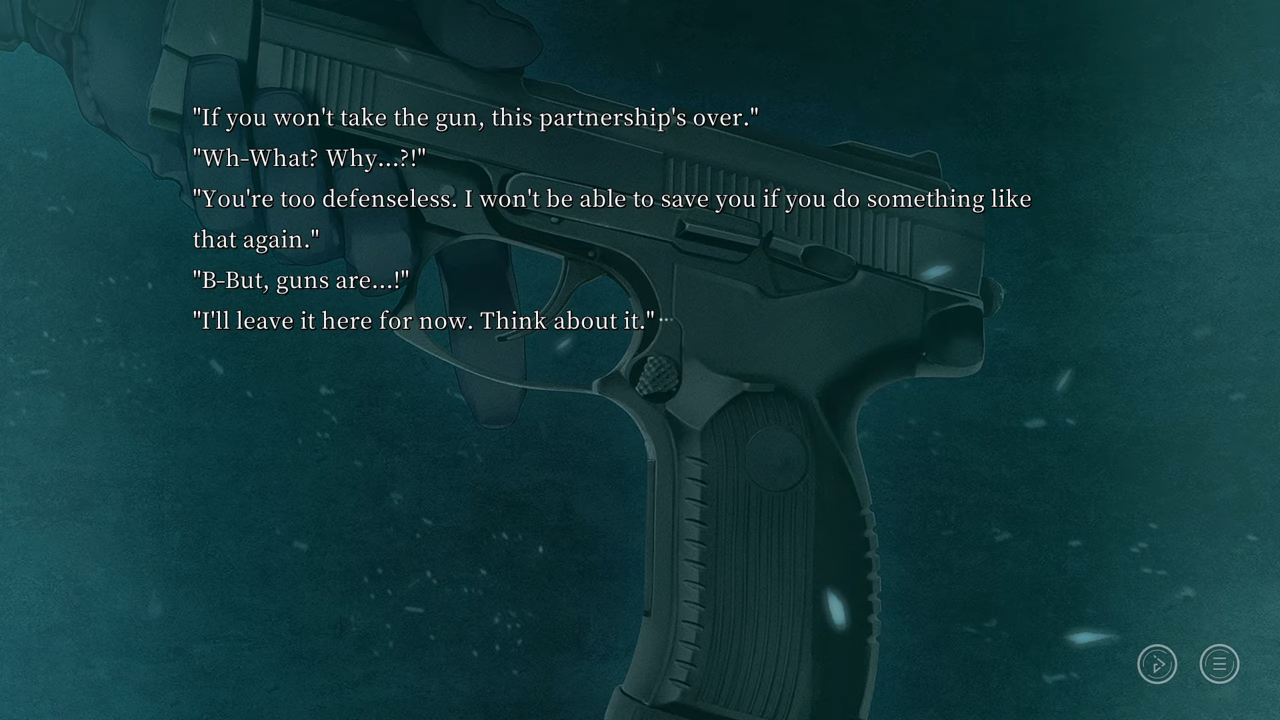 "If you won't take the gun, this partnership's over."
"Wh-What? Why...?!"
"You're too defenseless. I won't be able to save you if you do something like
that again."
"B-But, guns are...!"
"I'll leave it here for now. Think about it."